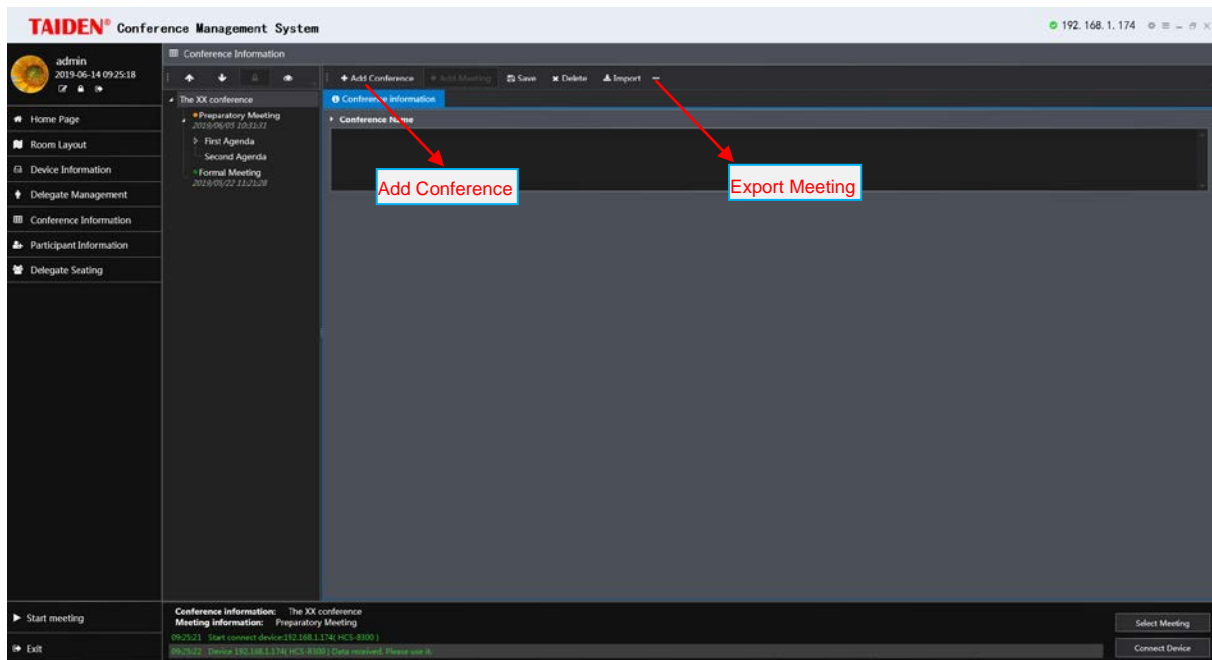 TAIDEN® Conference Management System
192.168.1.174
admin
2019-06-14 09:25:18
Home Page
Room Layout
Device Information
Delegate Management
Conference Information
Participant Information
Delegate Seating
Start meeting
Exit
Conference Information
The XX conference
Preparatory Meeting
2019/06/05 10:31:31
First Agenda
Second Agenda
Formal Meeting
2019/05/22 11:21:28
Add Conference
Add Meeting
Save
Delete
Import
Conference information
Conference Name
Add Conference
Export Meeting
Conference information: The XX conference
Meeting information: Preparatory Meeting
09:25:21 Start connect device:192.168.1.174( HCS-8300 )
09:25:22 Device 192.168.1.174( HCS-8300 ) Data received. Please use it.
Select Meeting
Connect Device